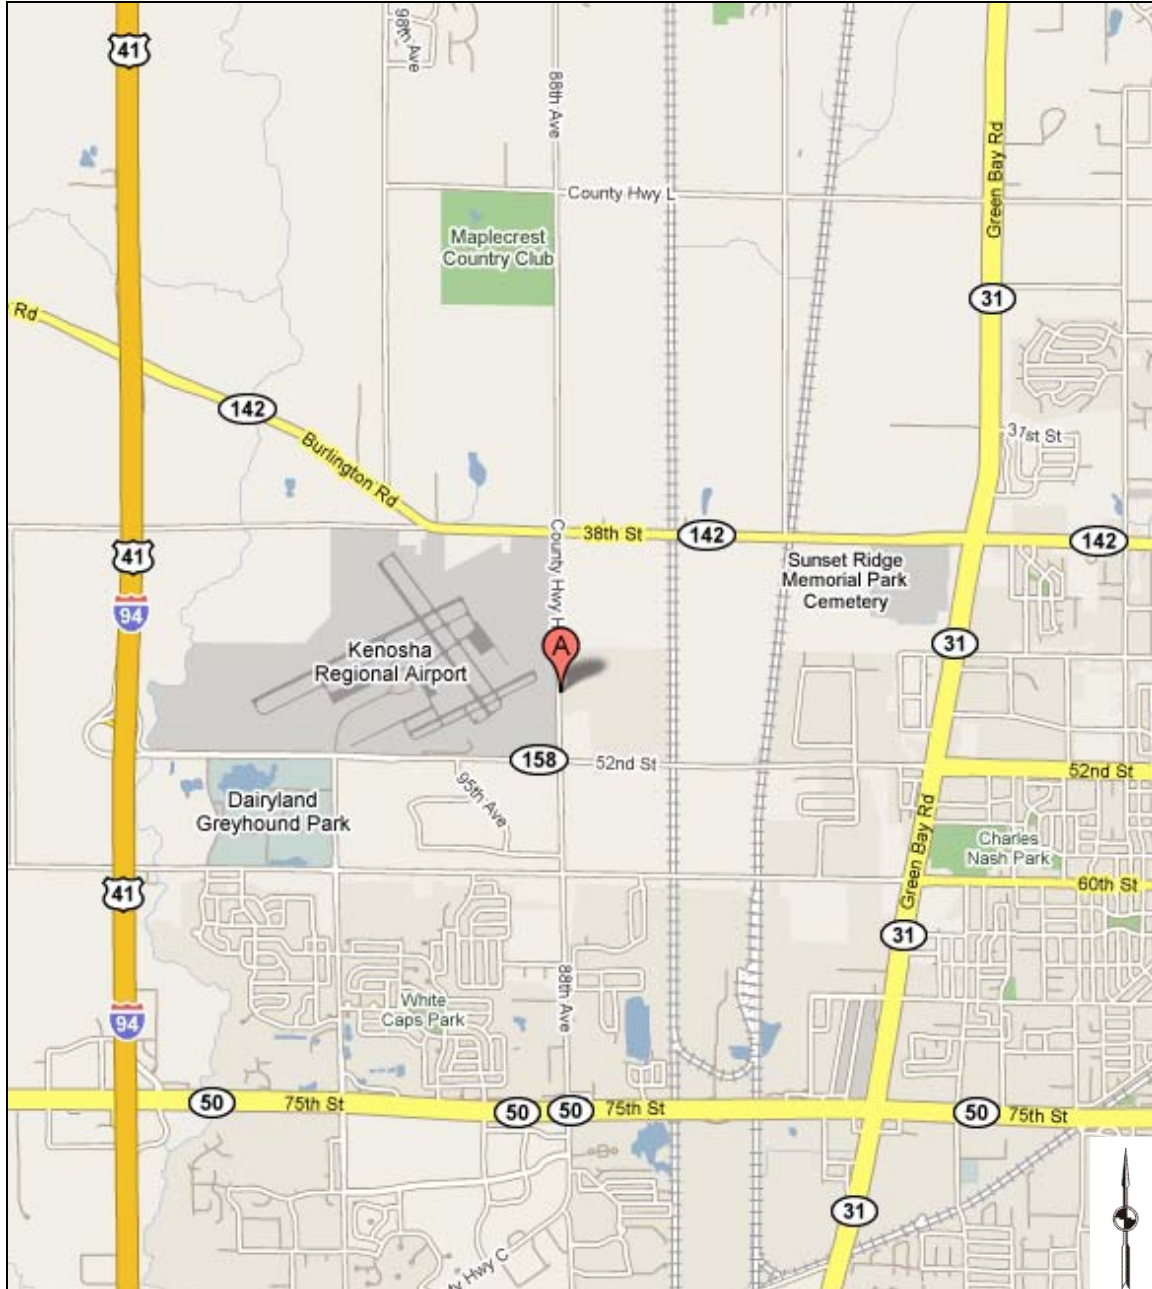 41
98th Ave
88th Ave
Green Bay Rd
County Hwy L
Maplecrest
Country Club
31
Rd
142
Burlington Rd
31st St
41
94
County Hwy H
38th St
142
142
Sunset Ridge
Memorial Park
Cemetery
Kenosha
Regional Airport
A
31
158
52nd St
52nd St
95th Ave
Dairyland
Greyhound Park
Green Bay Rd
Charles
Nash Park
60th St
41
31
88th Ave
White
Caps Park
94
50
75th St
50
50
75th St
50
75th St
31
Hwy C